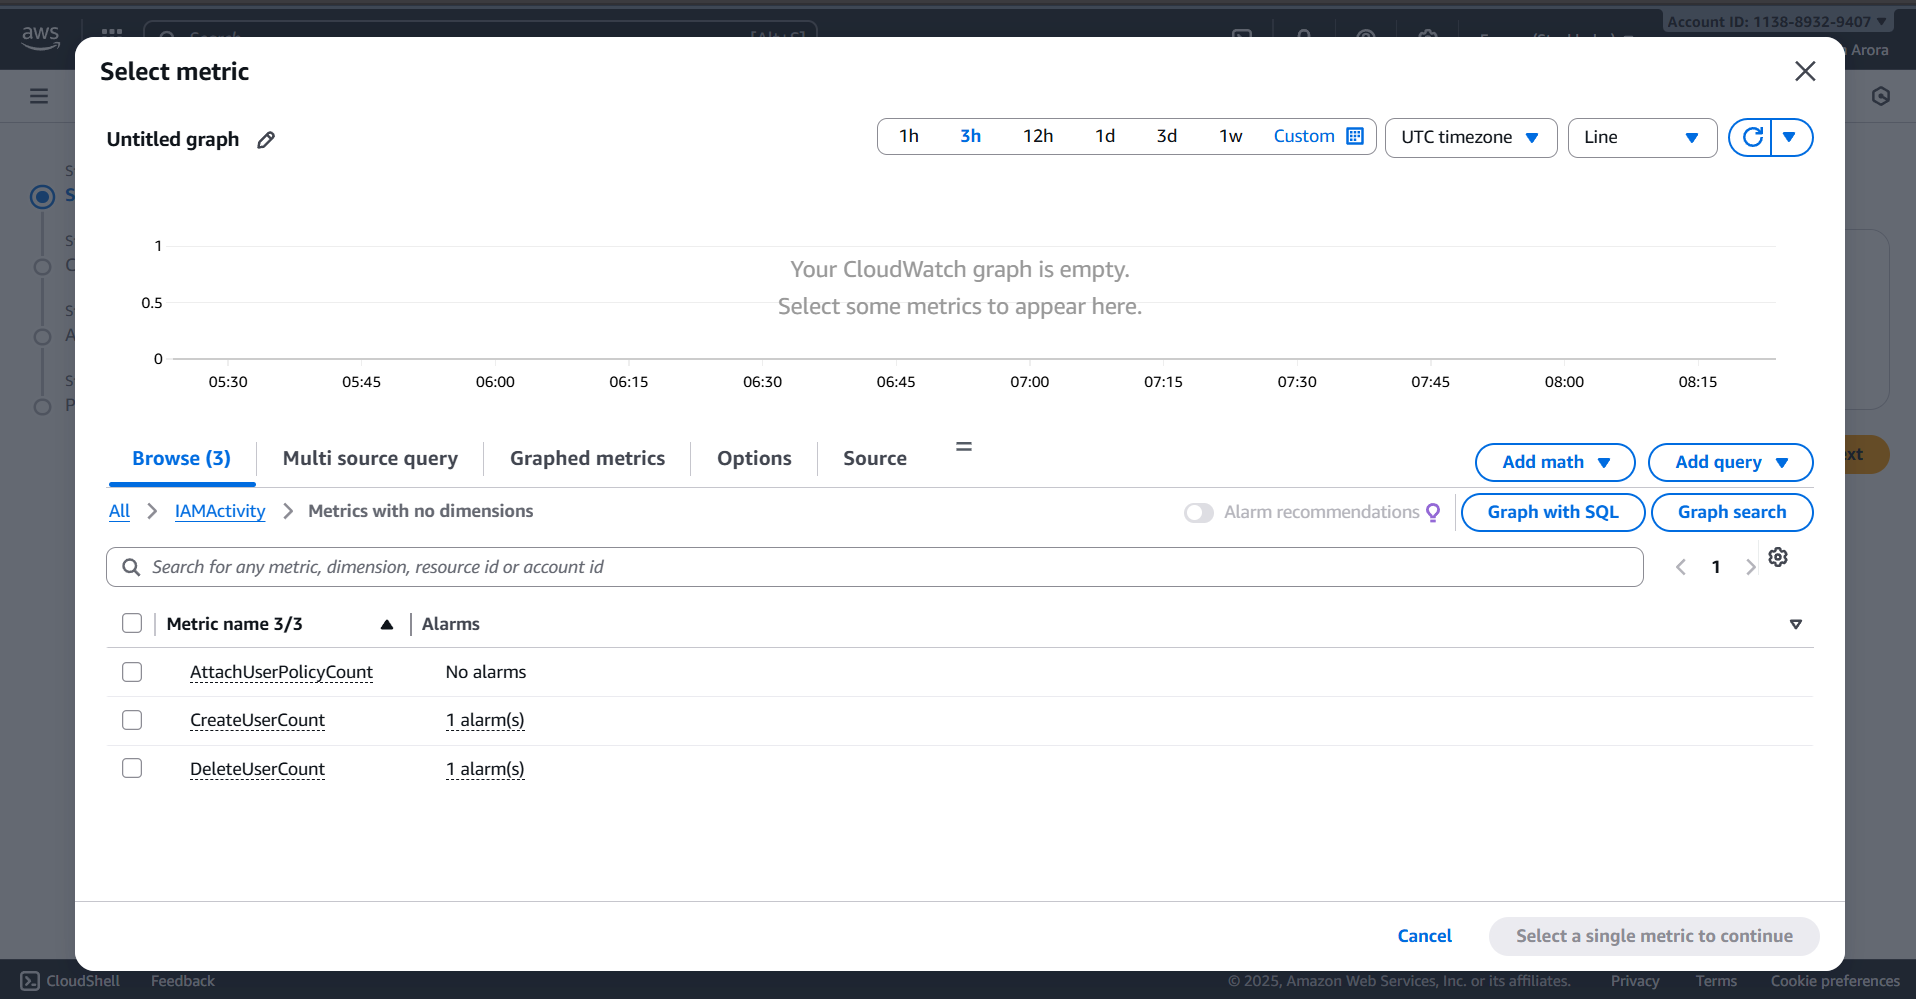 aws
Search
[Alt+S]
Account ID: 1138-8932-9407
Arora
Select metric
Untitled graph
1h 3h 12h 1d 3d 1w Custom
UTC timezone
Line
1
0.5
0
Your CloudWatch graph is empty.
Select some metrics to appear here.
05:30 05:45 06:00 06:15 06:30 06:45 07:00 07:15 07:30 07:45 08:00 08:15
Browse (3) Multi source query Graphed metrics Options Source
Add math
Add query
All IAMActivity Metrics with no dimensions
Alarm recommendations
Graph with SQL
Graph search
Search for any metric, dimension, resource id or account id
1
Metric name 3/3 Alarms
AttachUserPolicyCount No alarms
CreateUserCount 1 alarm(s)
DeleteUserCount 1 alarm(s)
Cancel
Select a single metric to continue
CloudShell Feedback
© 2025, Amazon Web Services, Inc. or its affiliates. Privacy Terms Cookie preferences